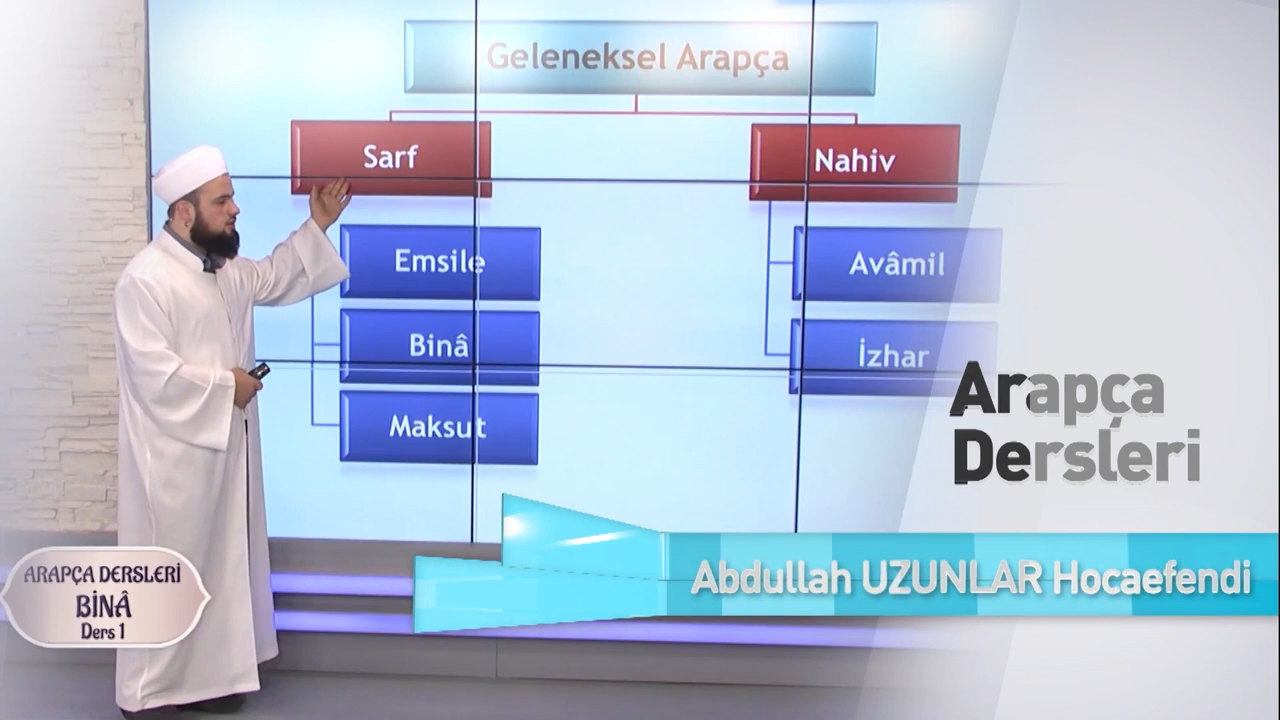 Geleneksel Arapça
Sarf
Nahiv
Emsile
Avâmil
Binâ
İzhar
Maksut
Arapça
Dersleri
Abdullah UZUNLAR Hocaefendi
ARAPÇA DERSLERİ
BİNÂ
Ders 1